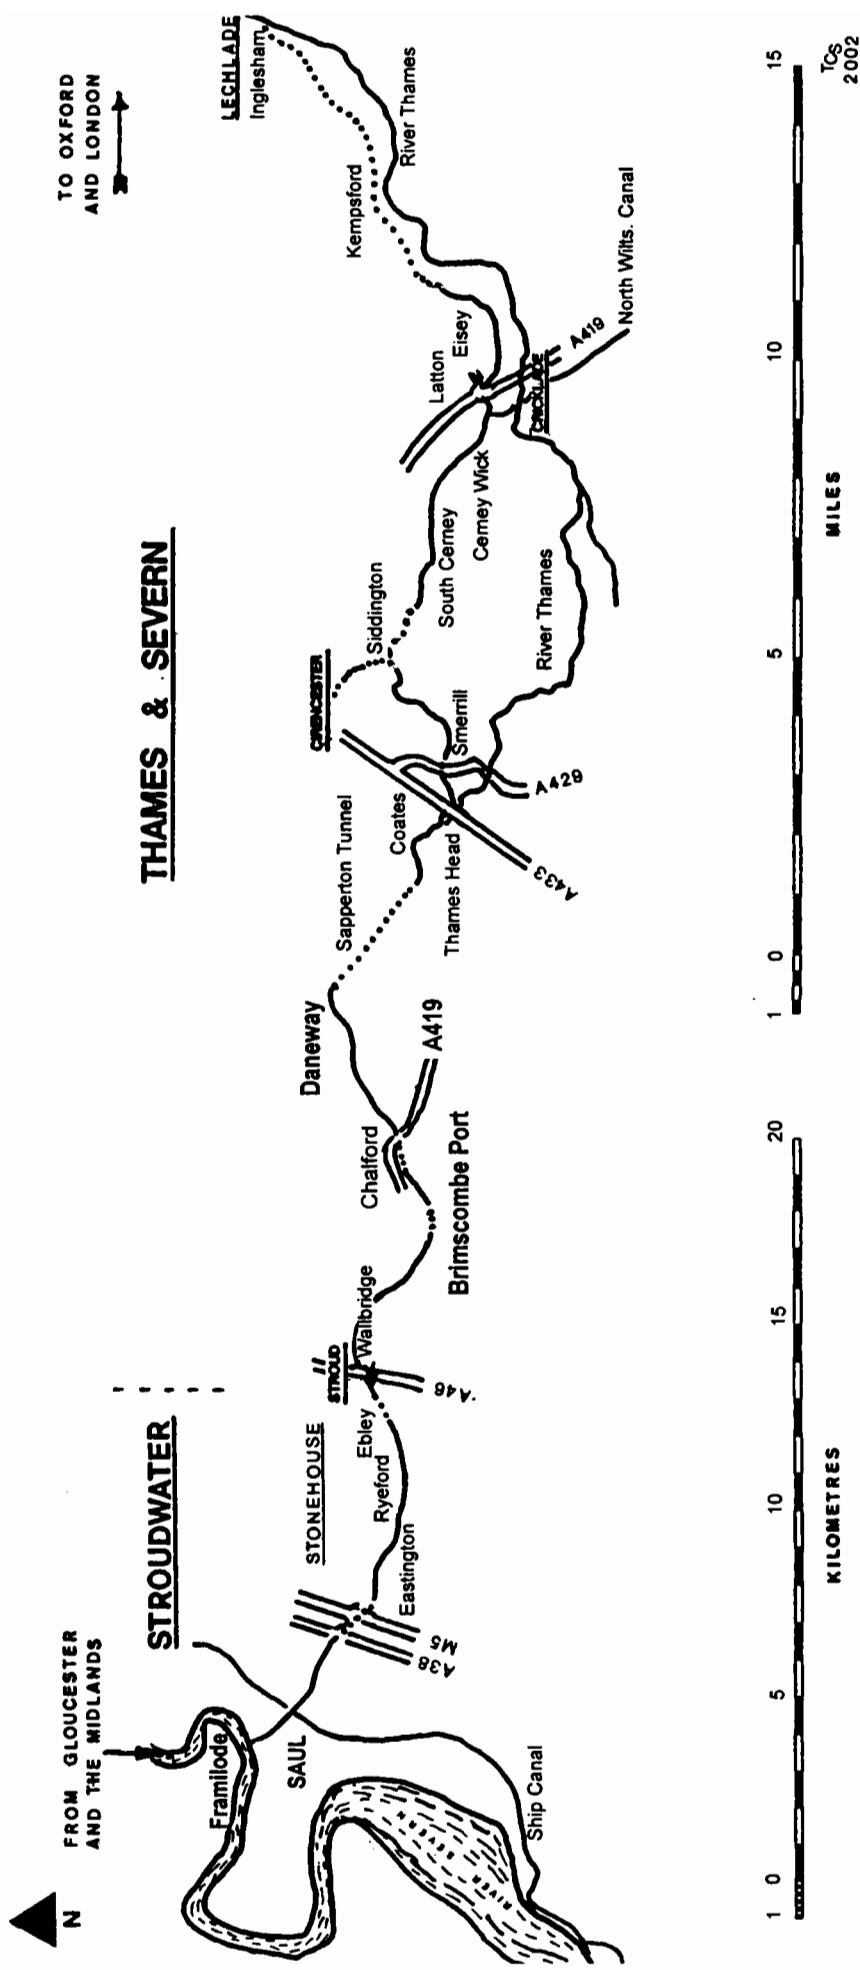 N
FROM GLOUCESTER
AND THE MIDLANDS
STROUDWATER
THAMES & SEVERN
TO OXFORD
AND LONDON
Framilode
SAUL
RIVER SEVERN
Ship Canal
A38
M5
Eastington
STONEHOUSE
Ryeford
Ebley
STROUD
A46
Wallbridge
Brimscombe Port
Chalford
A419
Daneway
Sapperton Tunnel
Coates
Thames Head
A433
A429
CIRENCESTER
Smerrill
Siddington
River Thames
South Cerney
Cerney Wick
Latton
Eisey
CRICKLADE
A419
North Wilts. Canal
Kempsford
River Thames
LECHLADE
Inglesham
1 0 5 10 15 20
KILOMETRES
1 0 5 10 15
MILES
TCS
2002